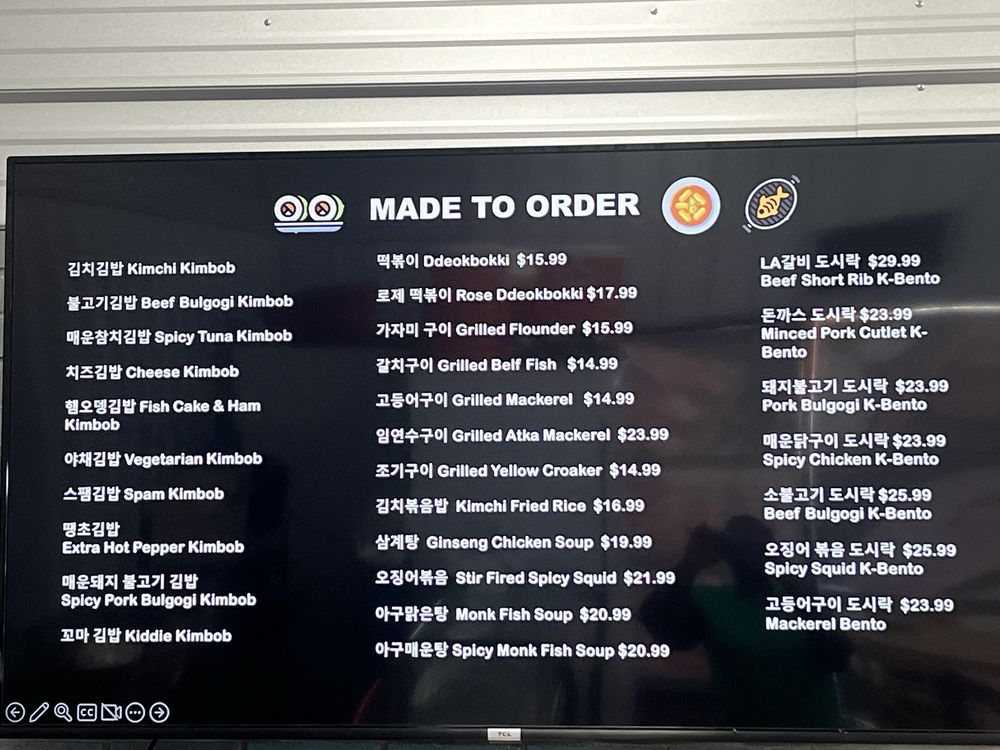 MADE TO ORDER
김치김밥 Kimchi Kimbob
불고기김밥 Beef Bulgogi Kimbob
매운참치김밥 Spicy Tuna Kimbob
치즈김밥 Cheese Kimbob
햄오뎅김밥 Fish Cake & Ham
Kimbob
야채김밥 Vegetarian Kimbob
스팸김밥 Spam Kimbob
땡초김밥
Extra Hot Pepper Kimbob
매운돼지 불고기 김밥
Spicy Pork Bulgogi Kimbob
꼬마 김밥 Kiddie Kimbob
떡볶이 Ddeokbokki $15.99
로제 떡볶이 Rose Ddeokbokki $17.99
가자미 구이 Grilled Flounder $15.99
갈치구이 Grilled Belf Fish $14.99
고등어구이 Grilled Mackerel $14.99
임연수구이 Grilled Atka Mackerel $23.99
조기구이 Grilled Yellow Croaker $14.99
김치볶음밥 Kimchi Fried Rice $16.99
삼계탕 Ginseng Chicken Soup $19.99
오징어볶음 Stir Fired Spicy Squid $21.99
아구맑은탕 Monk Fish Soup $20.99
아구매운탕 Spicy Monk Fish Soup $20.99
LA갈비 도시락 $29.99
Beef Short Rib K-Bento
돈까스 도시락 $23.99
Minced Pork Cutlet K-
Bento
돼지불고기 도시락 $23.99
Pork Bulgogi K-Bento
매운닭구이 도시락 $23.99
Spicy Chicken K-Bento
소불고기 도시락 $25.99
Beef Bulgogi K-Bento
오징어 볶음 도시락 $25.99
Spicy Squid K-Bento
고등어구이 도시락 $23.99
Mackerel Bento
CC
TCL